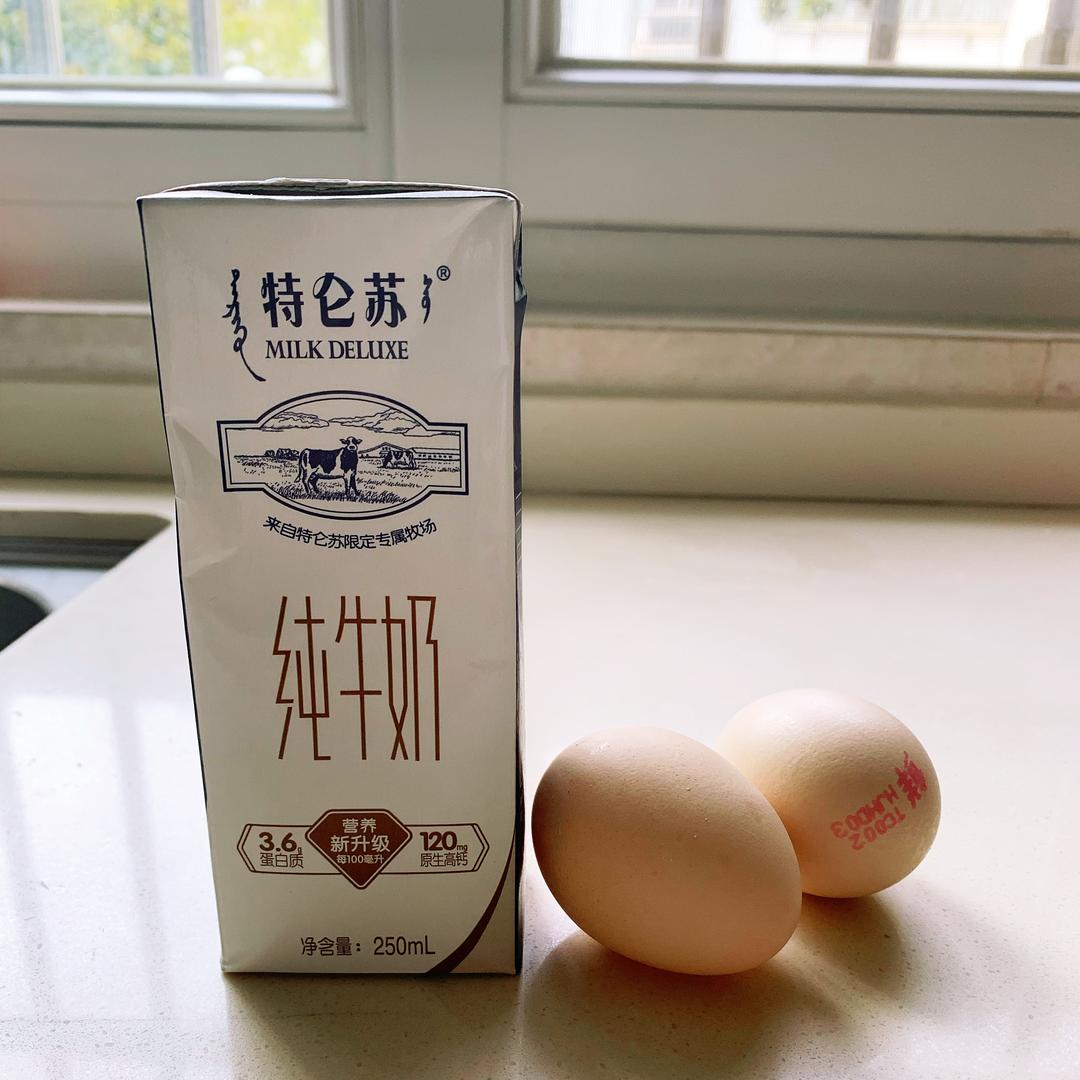 特仑苏®
MILK DELUXE
来自特仑苏限定专属牧场
纯牛奶
3.6g
蛋白质
营养
新升级
每100毫升
120mg
原生高钙
净含量：250mL
TC002
HJHD03